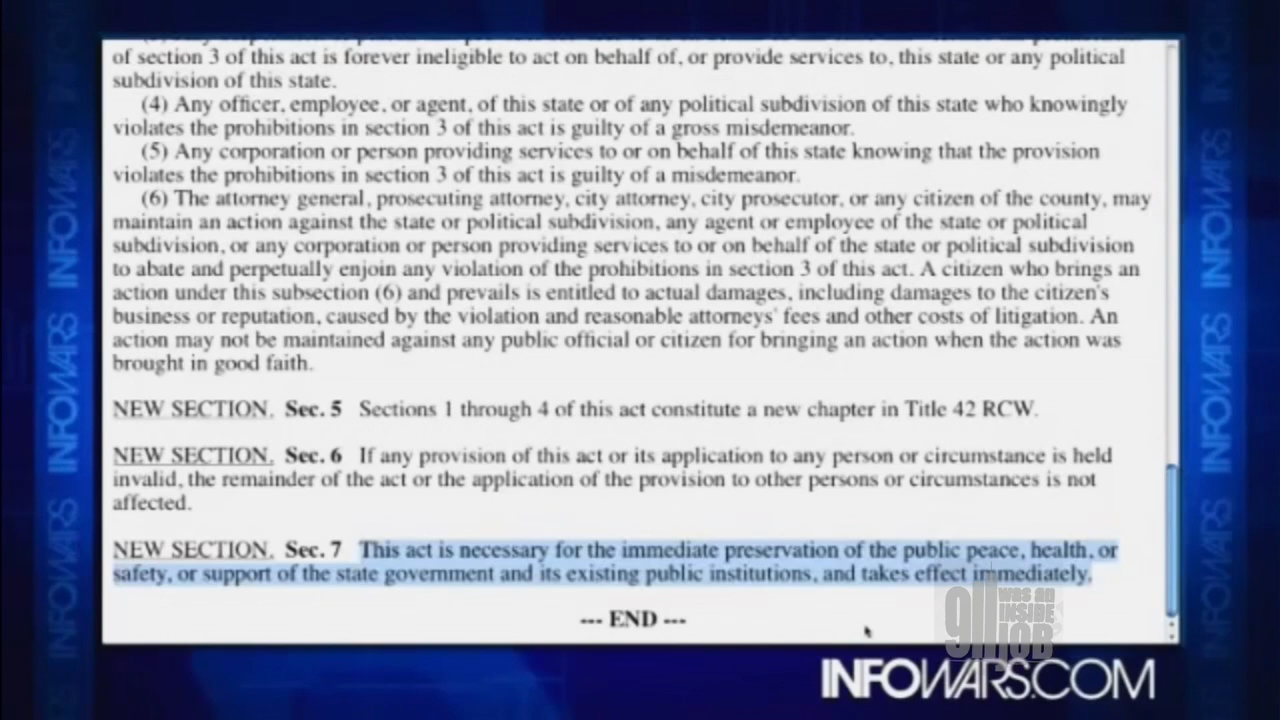 of section 3 of this act is forever ineligible to act on behalf of, or provide services to, this state or any political
subdivision of this state.
(4) Any officer, employee, or agent, of this state or of any political subdivision of this state who knowingly
violates the prohibitions in section 3 of this act is guilty of a gross misdemeanor.
(5) Any corporation or person providing services to or on behalf of this state knowing that the provision
violates the prohibitions in section 3 of this act is guilty of a misdemeanor.
(6) The attorney general, prosecuting attorney, city attorney, city prosecutor, or any citizen of the county, may
maintain an action against the state or political subdivision, any agent or employee of the state or political
subdivision, or any corporation or person providing services to or on behalf of the state or political subdivision
to abate and perpetually enjoin any violation of the prohibitions in section 3 of this act. A citizen who brings an
action under this subsection (6) and prevails is entitled to actual damages, including damages to the citizen's
business or reputation, caused by the violation and reasonable attorneys' fees and other costs of litigation. An
action may not be maintained against any public official or citizen for bringing an action when the action was
brought in good faith.
NEW SECTION. Sec. 5 Sections 1 through 4 of this act constitute a new chapter in Title 42 RCW.
NEW SECTION. Sec. 6 If any provision of this act or its application to any person or circumstance is held
invalid, the remainder of the act or the application of the provision to other persons or circumstances is not
affected.
NEW SECTION. Sec. 7 This act is necessary for the immediate preservation of the public peace, health, or
safety, or support of the state government and its existing public institutions, and takes effect immediately.
--- END ---
911 WAS AN
INSIDE
JOB
INFOWARS.COM
INFOWARS
INFOWARS
INFOWARS
INFOWARS
INFOWARS
INFOWARS